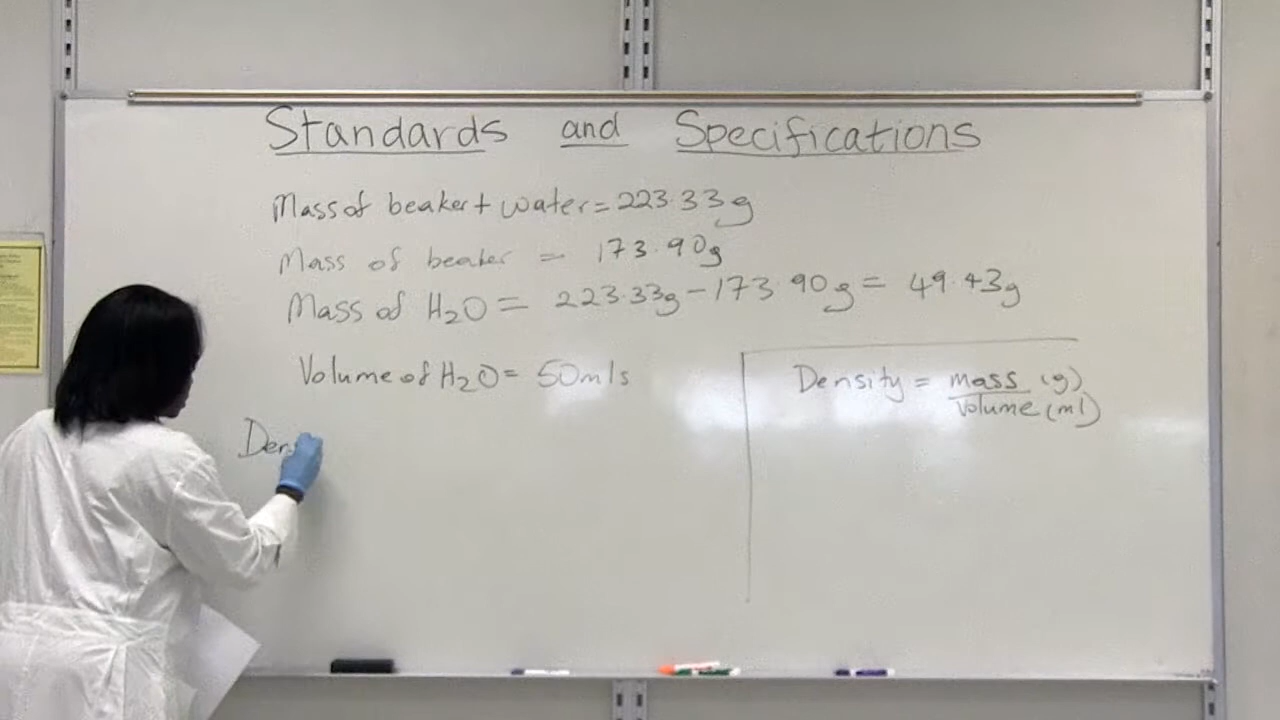 Standards and Specifications
Mass of beaker + water = 223.33g
Mass of beaker = 173.90g
Mass of H₂O = 223.33g - 173.90g = 49.43g
Volume of H₂O = 50mls
Density = mass (g)
volume (ml)
Den